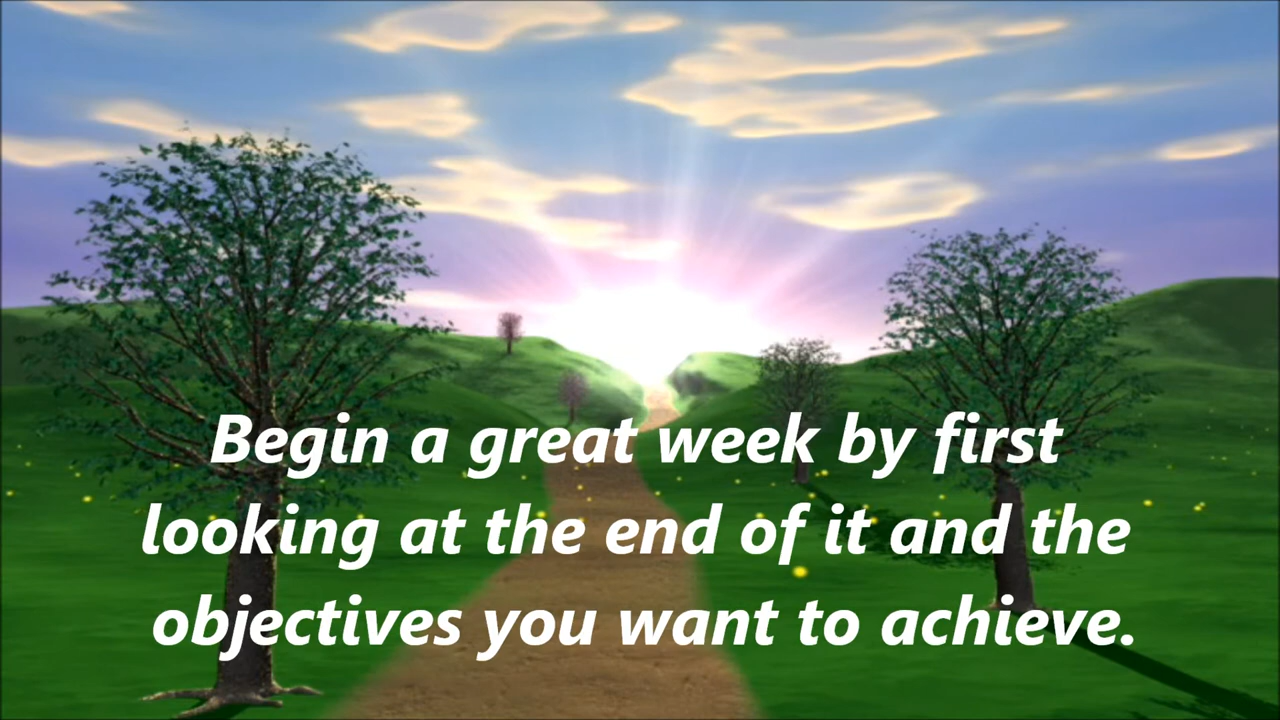 Begin a great week by first
looking at the end of it and the
objectives you want to achieve.